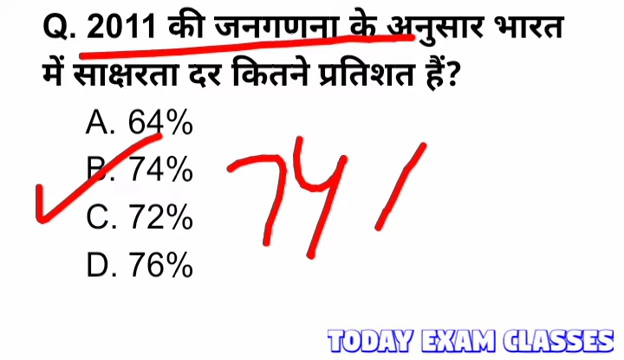 Q. 2011 की जनगणना के अनुसार भारत
में साक्षरता दर कितने प्रतिशत हैं?
A. 64%
B. 74%
74 /
C. 72%
D. 76%
TODAY EXAM CLASSES